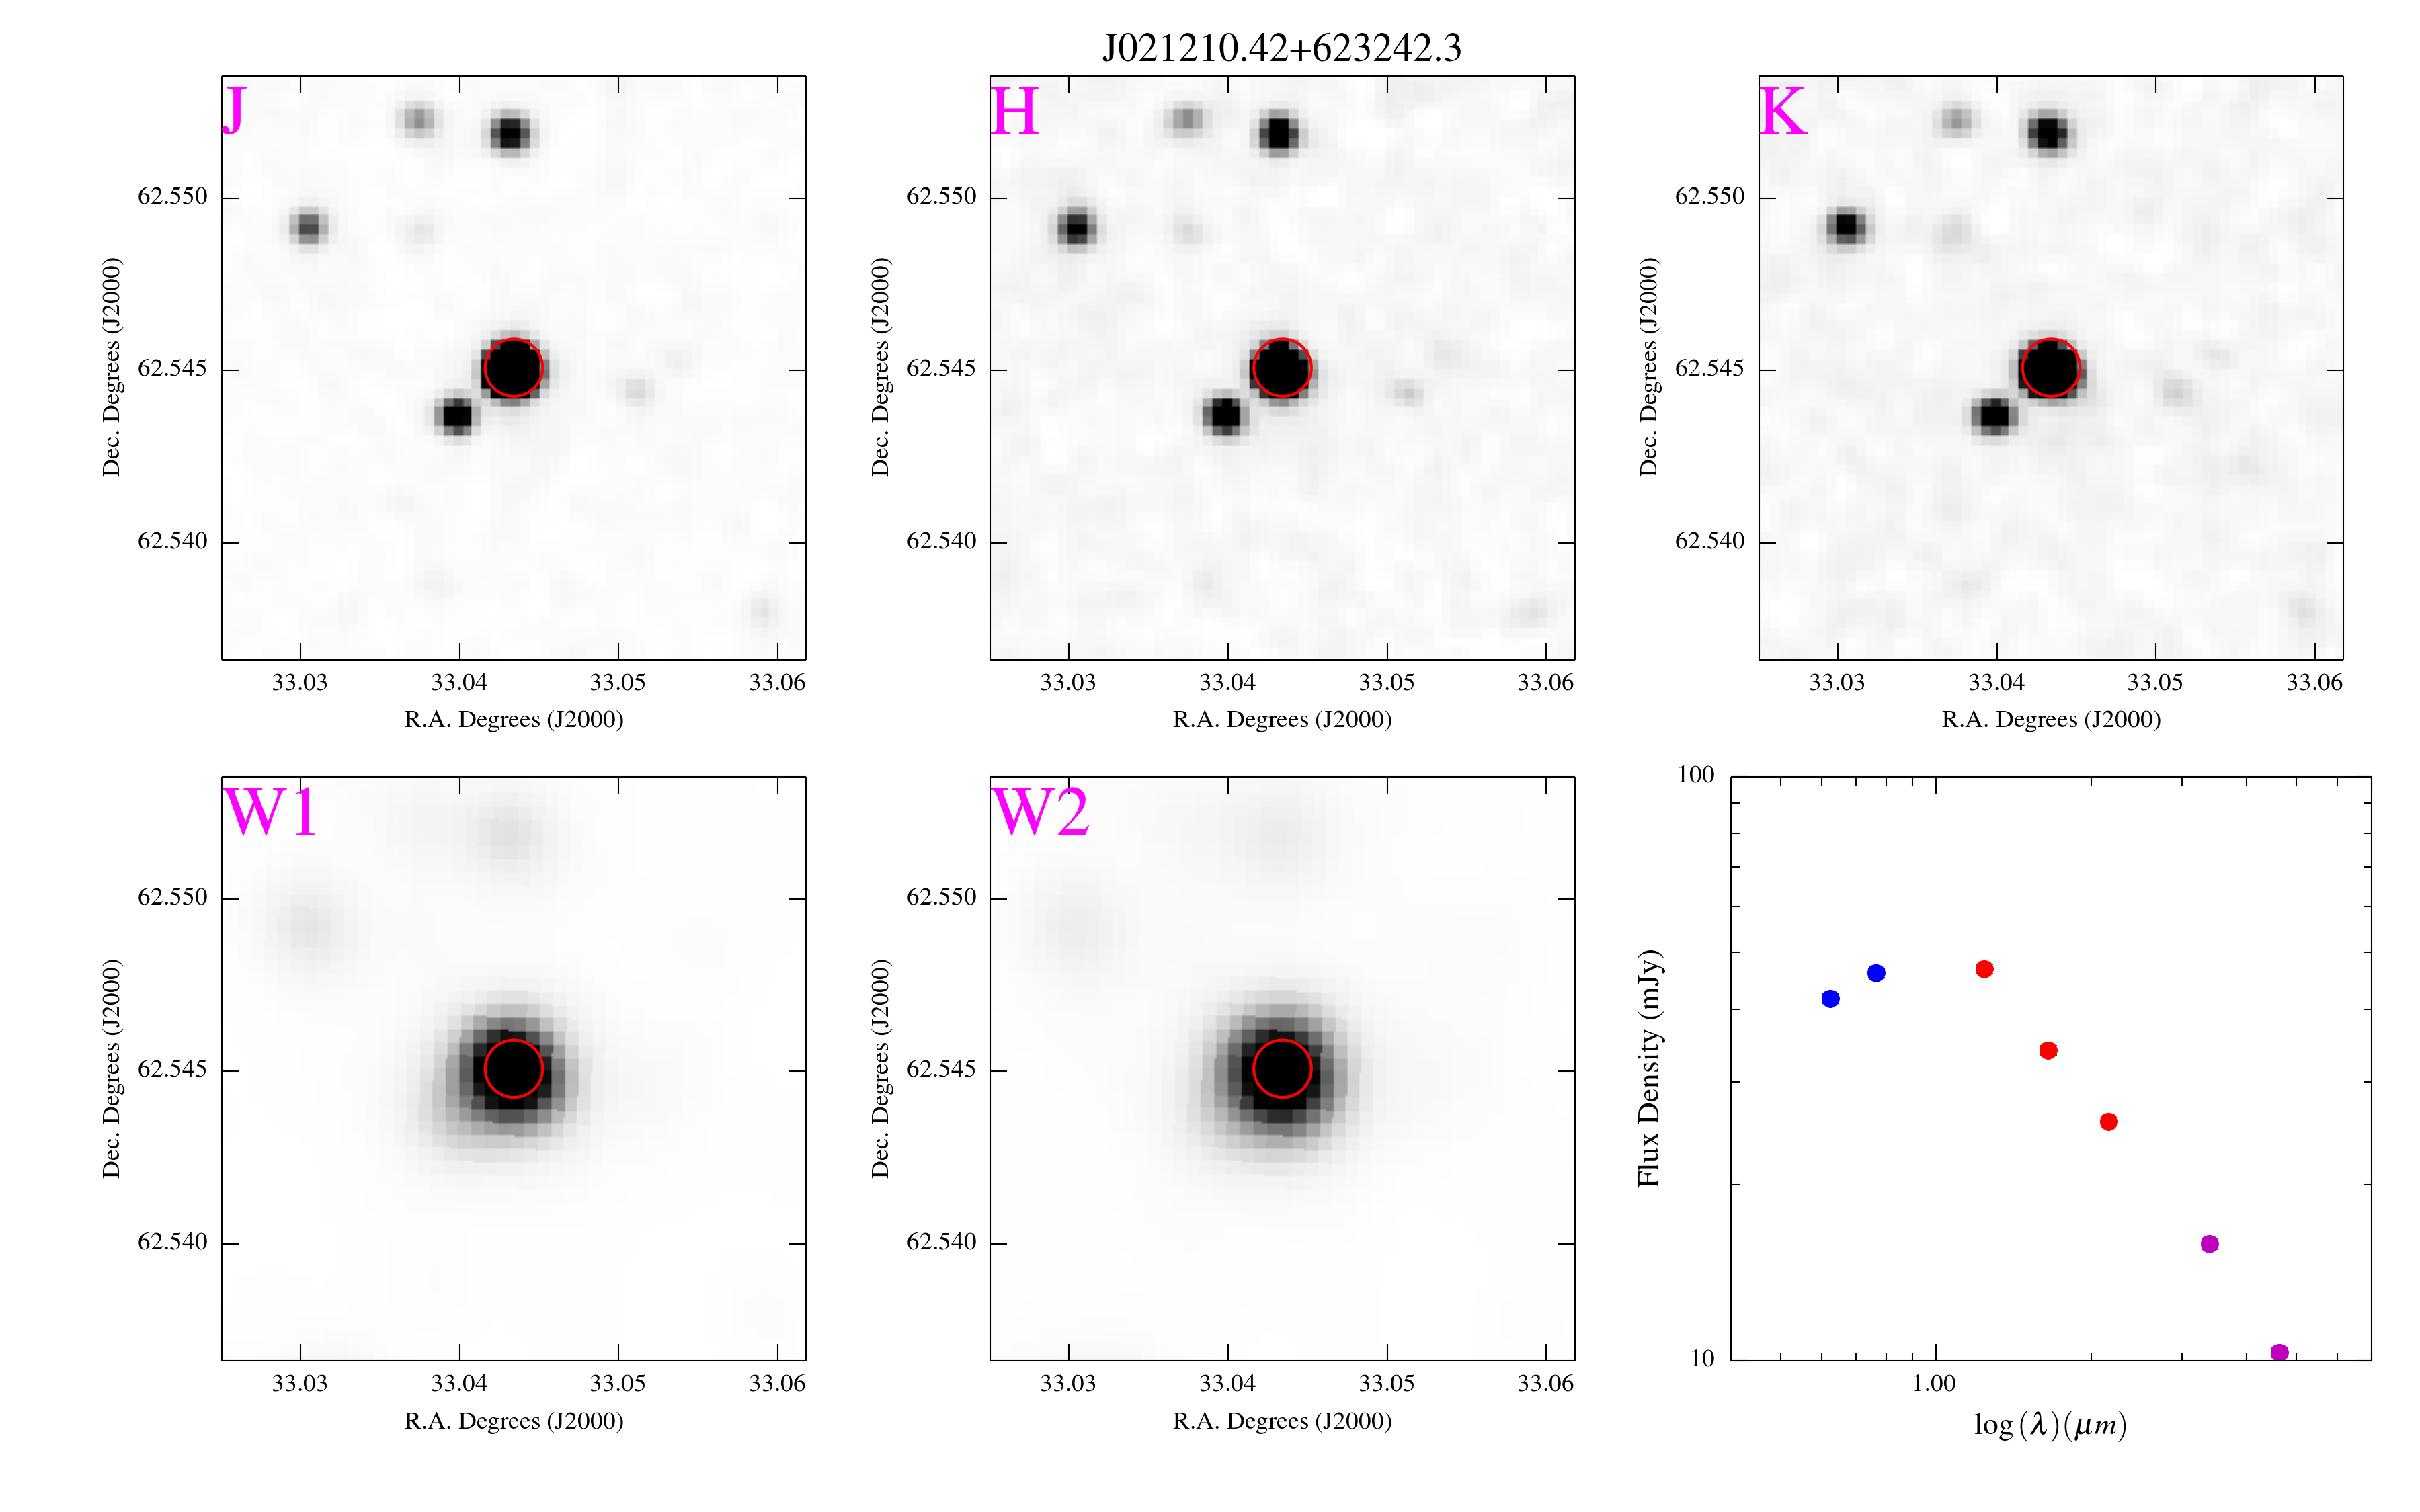 J021210.42+623242.3
J
62.550
62.545
62.540
Dec. Degrees (J2000)
33.03 33.04 33.05 33.06
R.A. Degrees (J2000)
H
62.550
62.545
62.540
Dec. Degrees (J2000)
33.03 33.04 33.05 33.06
R.A. Degrees (J2000)
K
62.550
62.545
62.540
Dec. Degrees (J2000)
33.03 33.04 33.05 33.06
R.A. Degrees (J2000)
W1
62.550
62.545
62.540
Dec. Degrees (J2000)
33.03 33.04 33.05 33.06
R.A. Degrees (J2000)
W2
62.550
62.545
62.540
Dec. Degrees (J2000)
33.03 33.04 33.05 33.06
R.A. Degrees (J2000)
100
10
Flux Density (mJy)
1.00
log (λ)(μm)